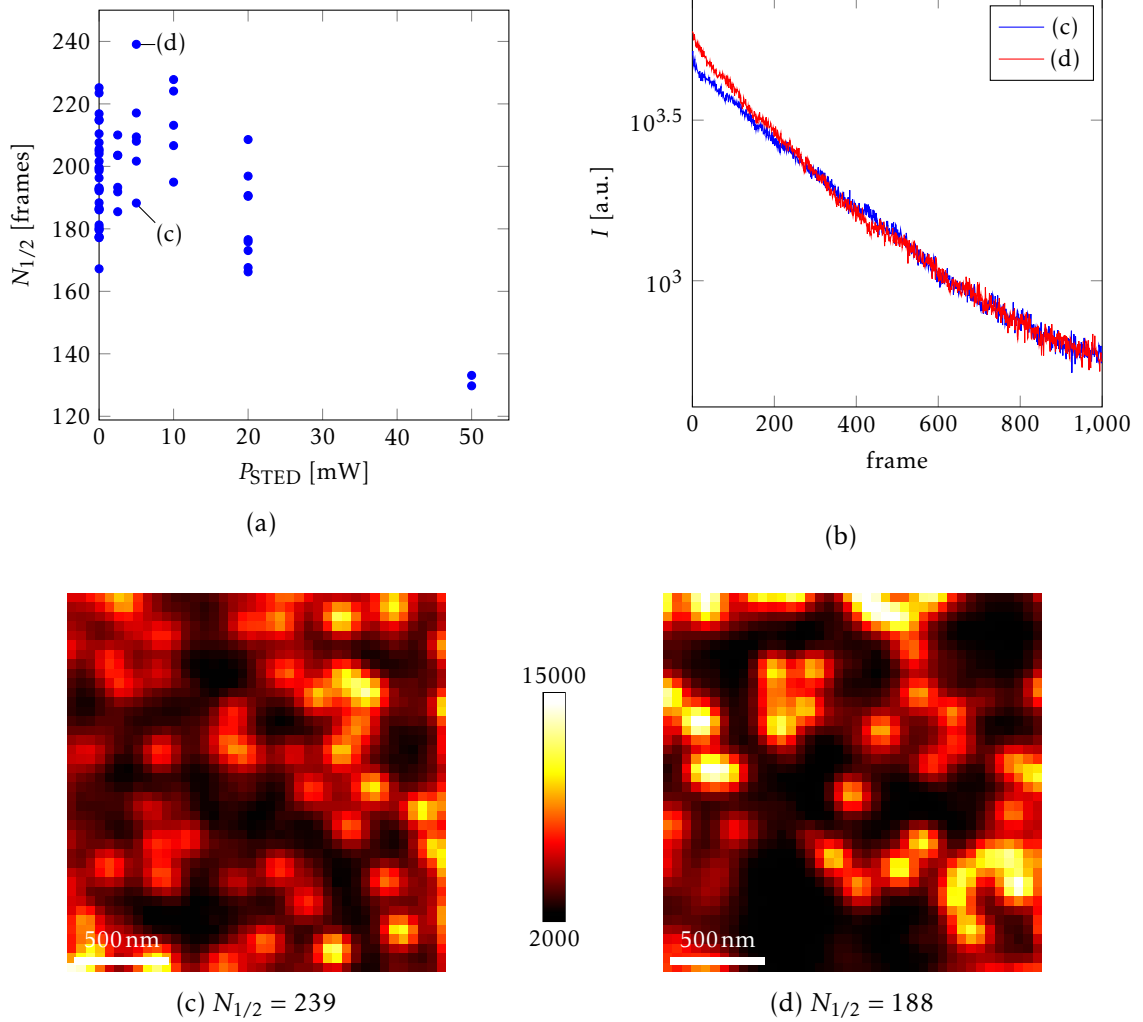 240
220
200
180
160
140
120
N1/2 [frames]
(d)
(c)
0 10 20 30 40 50
PSTED [mW]
(a)
(c)
(d)
10^3.5
10^3
I [a.u.]
0 200 400 600 800 1,000
frame
(b)
15000
2000
500 nm
500 nm
(c) N1/2 = 239
(d) N1/2 = 188